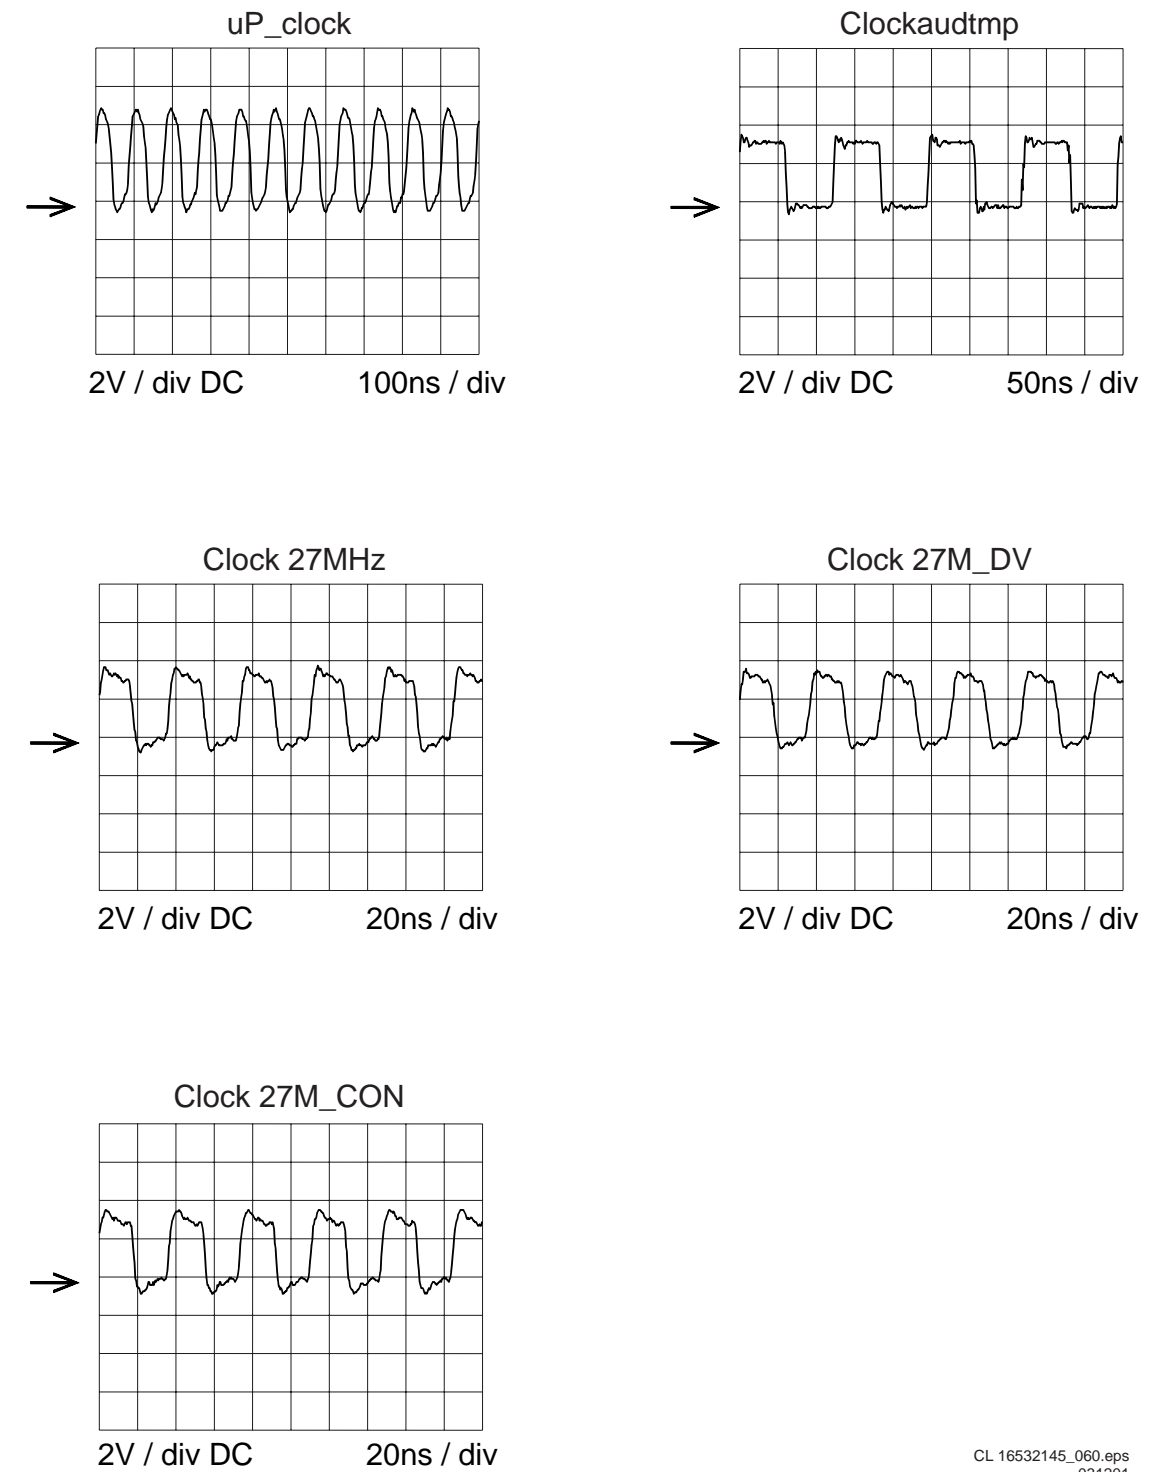 uP_clock
Clockaudtmp
2V / div DC
100ns / div
2V / div DC
50ns / div
Clock 27MHz
Clock 27M_DV
2V / div DC
20ns / div
2V / div DC
20ns / div
Clock 27M_CON
2V / div DC
20ns / div
CL 16532145_060.eps